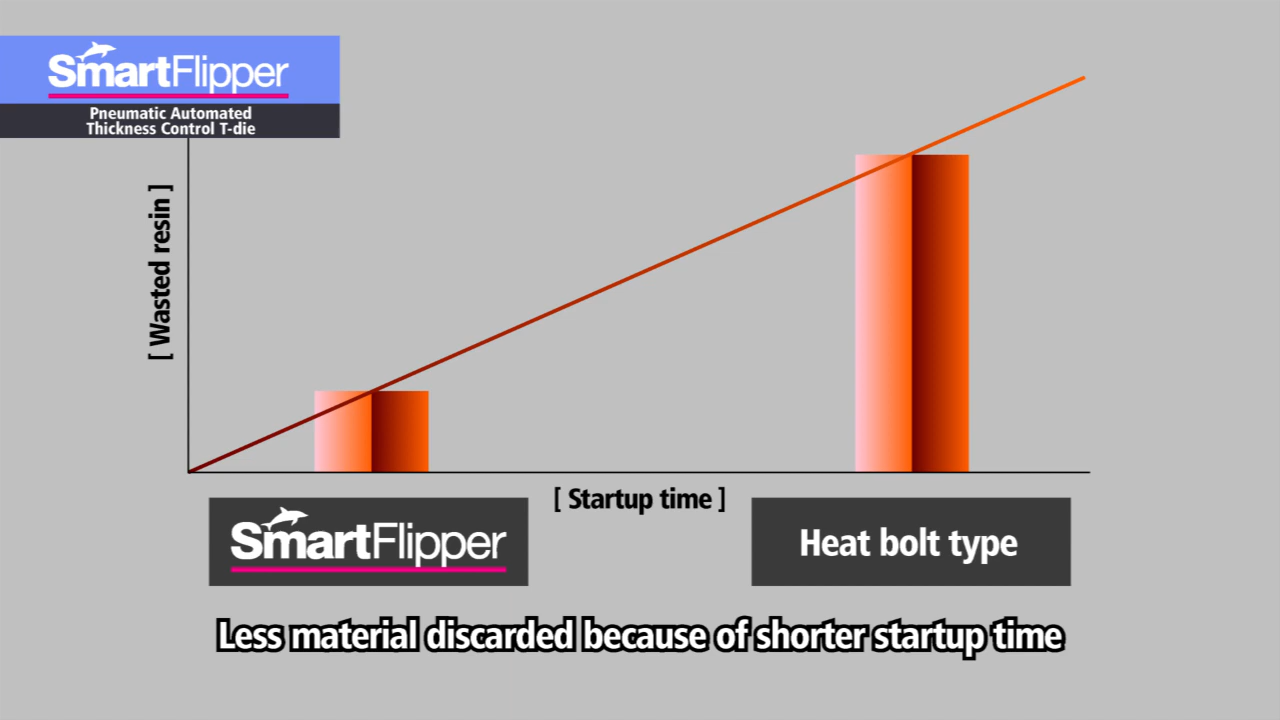 SmartFlipper
Pneumatic Automated
Thickness Control T-die
[ Wasted resin ]
[ Startup time ]
SmartFlipper
Heat bolt type
Less material discarded because of shorter startup time